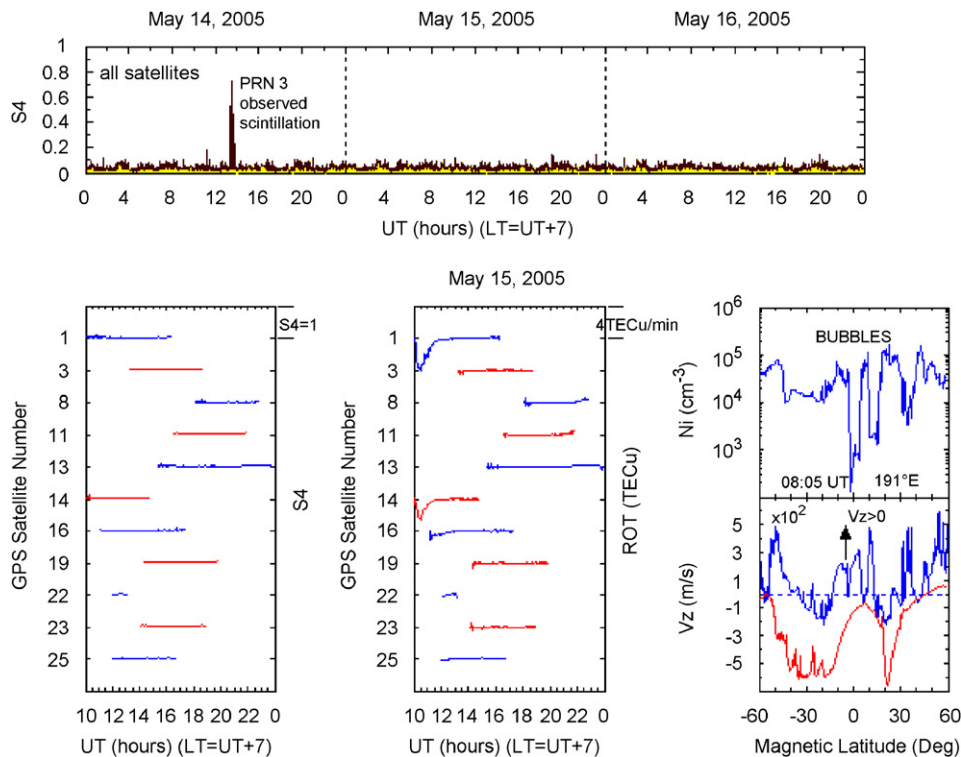 May 14, 2005 May 15, 2005 May 16, 2005
1
0.8
0.6
0.4
0.2
0
S4
all satellites
PRN 3
observed
scintillation
0 4 8 12 16 20 0 4 8 12 16 20 0 4 8 12 16 20 0
UT (hours) (LT=UT+7)
May 15, 2005
GPS Satellite Number
1
3
8
11
13
14
16
19
22
23
25
S4=1
S4
10 12 14 16 18 20 22 0
UT (hours) (LT=UT+7)
GPS Satellite Number
1
3
8
11
13
14
16
19
22
23
25
4TECu/min
ROT (TECu)
10 12 14 16 18 20 22 0
UT (hours) (LT=UT+7)
Ni (cm-3)
10^6
10^5
10^4
10^3
BUBBLES
08:05 UT 191°E
Vz (m/s)
5
3
1
-1
-3
-5
x10^2
Vz>0
-60 -30 0 30 60
Magnetic Latitude (Deg)